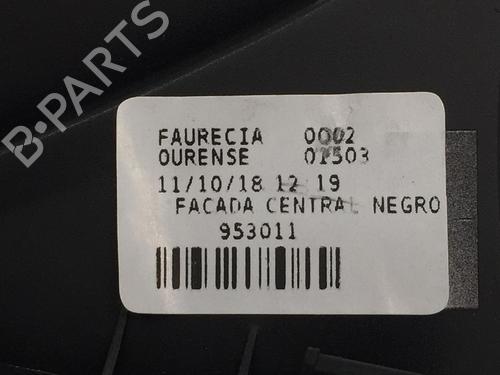 B-PARTS
FAURECIA 0002
OURENSE 01503
11/10/18 12 19
FACADA CENTRAL NEGRO
953011